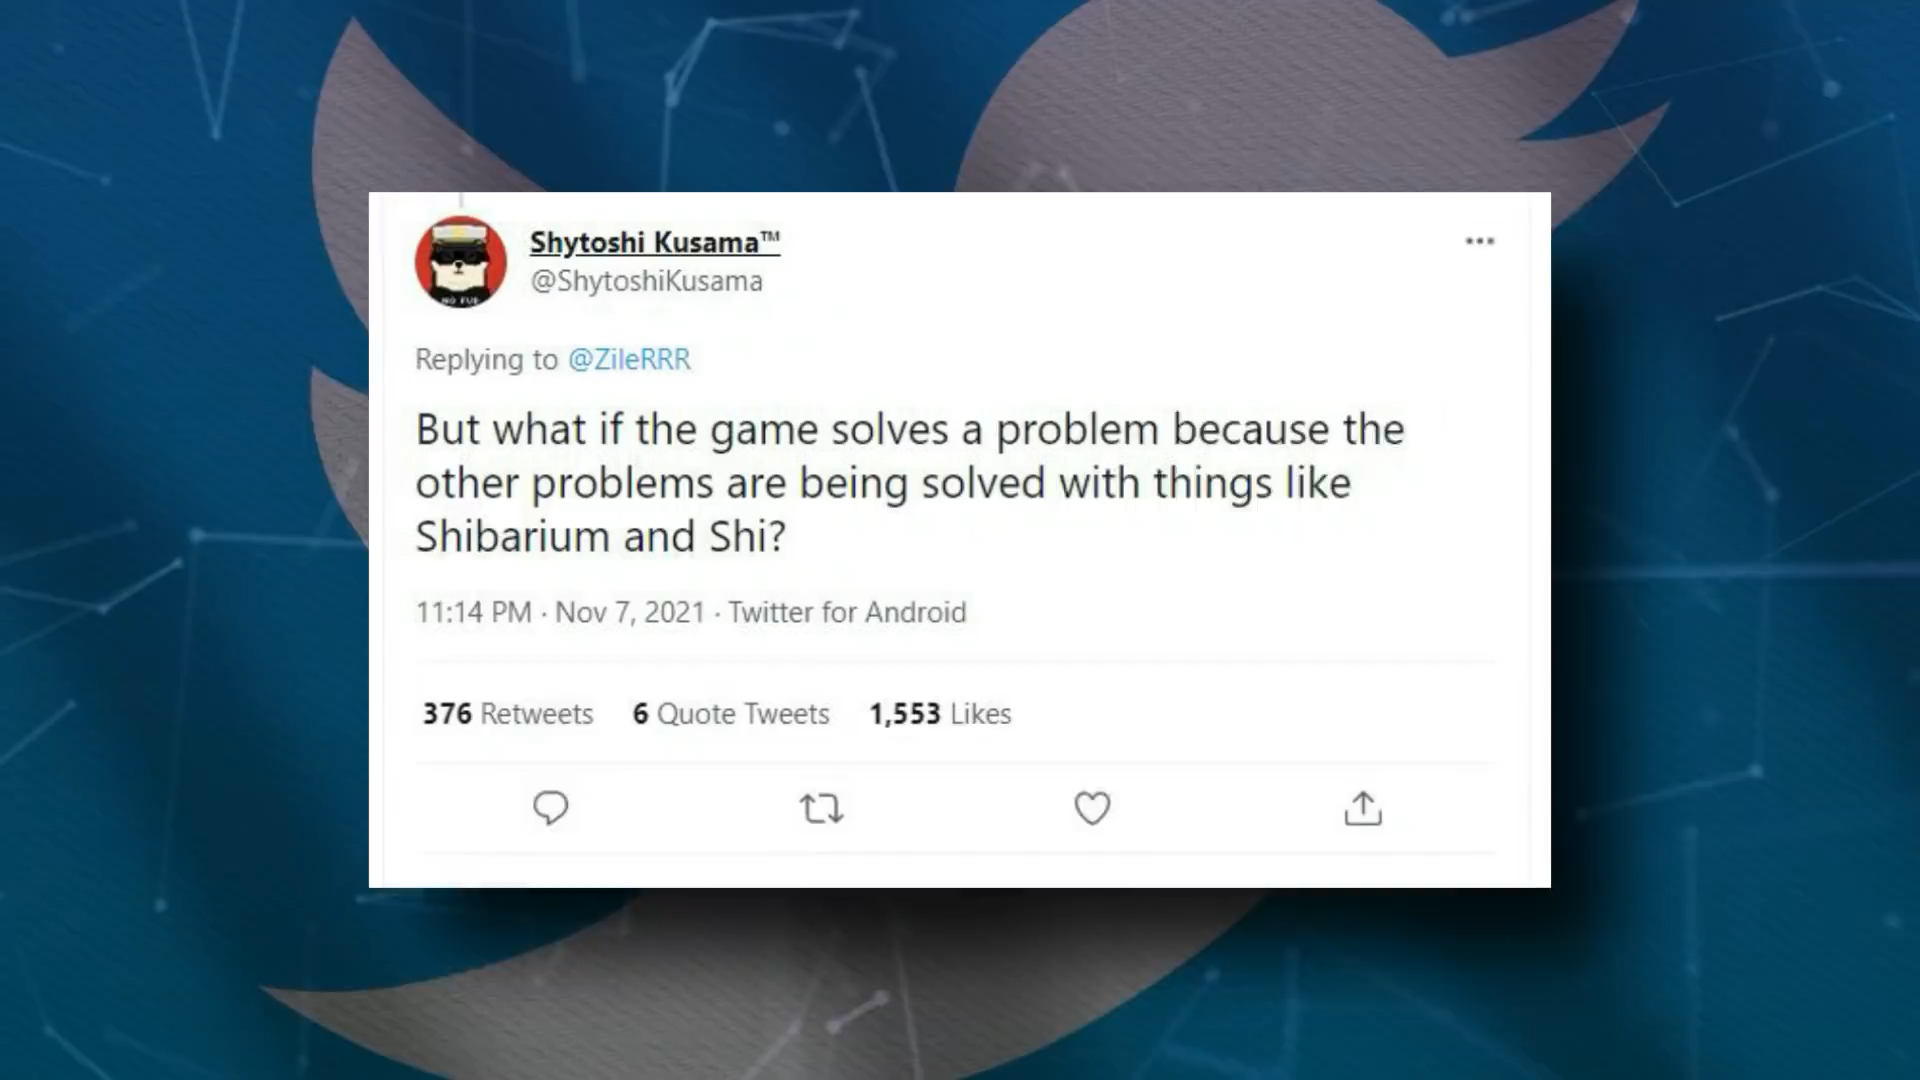 Shytoshi Kusama™
@ShytoshiKusama
NO FUD
Replying to @ZileRRR
But what if the game solves a problem because the
other problems are being solved with things like
Shibarium and Shi?
11:14 PM · Nov 7, 2021 · Twitter for Android
376 Retweets 6 Quote Tweets 1,553 Likes